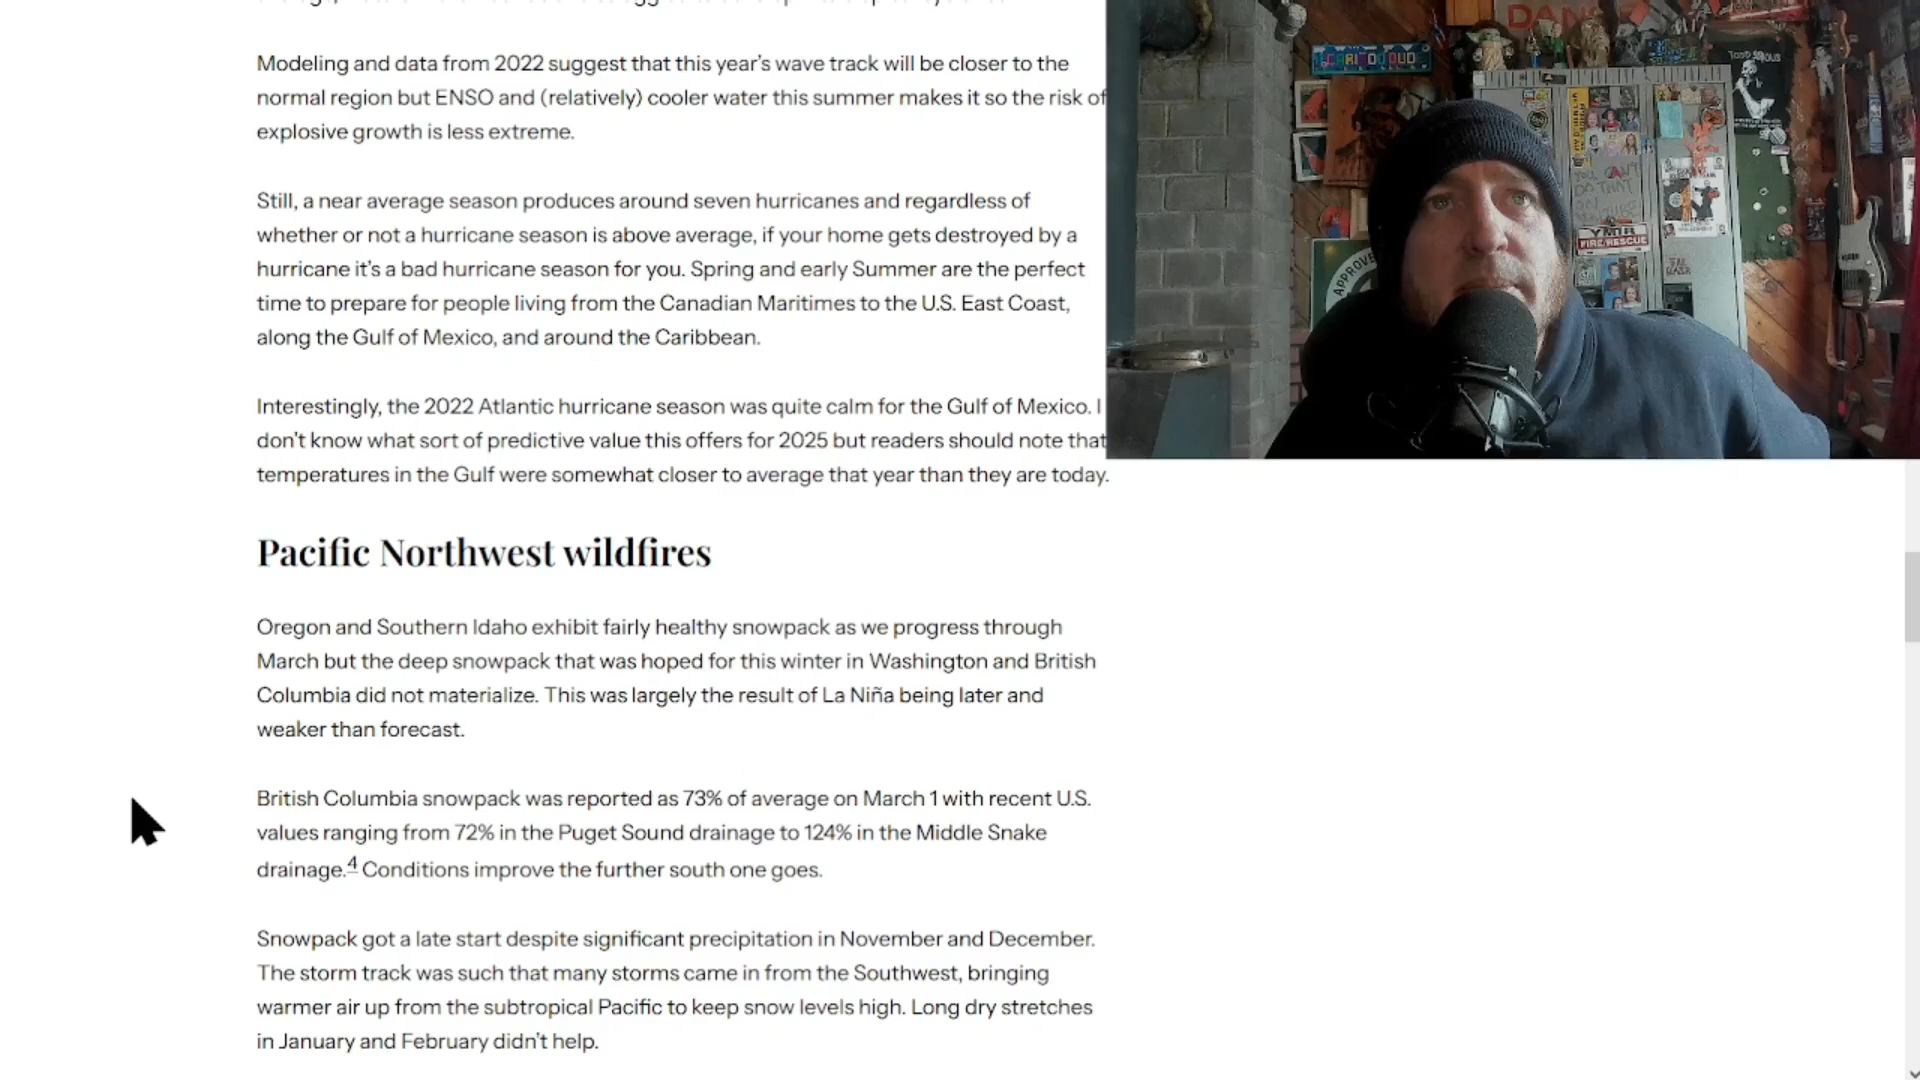 Modeling and data from 2022 suggest that this year's wave track will be closer to the
normal region but ENSO and (relatively) cooler water this summer makes it so the risk of
explosive growth is less extreme.
Still, a near average season produces around seven hurricanes and regardless of
whether or not a hurricane season is above average, if your home gets destroyed by a
hurricane it's a bad hurricane season for you. Spring and early Summer are the perfect
time to prepare for people living from the Canadian Maritimes to the U.S. East Coast,
along the Gulf of Mexico, and around the Caribbean.
Interestingly, the 2022 Atlantic hurricane season was quite calm for the Gulf of Mexico. I
don't know what sort of predictive value this offers for 2025 but readers should note that
temperatures in the Gulf were somewhat closer to average that year than they are today.
Pacific Northwest wildfires
Oregon and Southern Idaho exhibit fairly healthy snowpack as we progress through
March but the deep snowpack that was hoped for this winter in Washington and British
Columbia did not materialize. This was largely the result of La Niña being later and
weaker than forecast.
British Columbia snowpack was reported as 73% of average on March 1 with recent U.S.
values ranging from 72% in the Puget Sound drainage to 124% in the Middle Snake
drainage.4 Conditions improve the further south one goes.
Snowpack got a late start despite significant precipitation in November and December.
The storm track was such that many storms came in from the Southwest, bringing
warmer air up from the subtropical Pacific to keep snow levels high. Long dry stretches
in January and February didn't help.
APPROVE
YMTR
FIRE/RESCUE
YOU CAN'T
DO THAT
ON